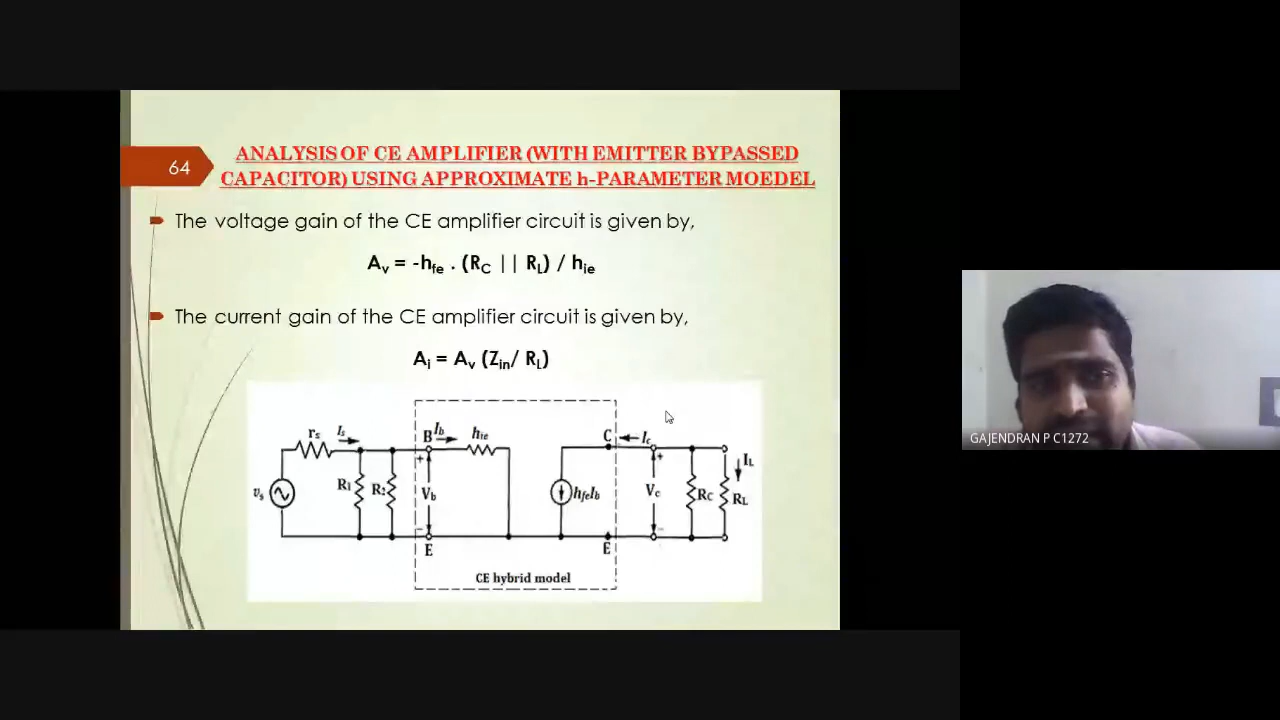 64
ANALYSIS OF CE AMPLIFIER (WITH EMITTER BYPASSED
CAPACITOR) USING APPROXIMATE h-PARAMETER MOEDEL
The voltage gain of the CE amplifier circuit is given by,
Av = -hfe . (RC || RL) / hie
The current gain of the CE amplifier circuit is given by,
Ai = Av (Zin/ RL)
rs Is B Ib hie C Ic
+ + IL
vs R1 R2 Vb hfeIb Vc RC RL
- -
E E
CE hybrid model
GAJENDRAN P C1272